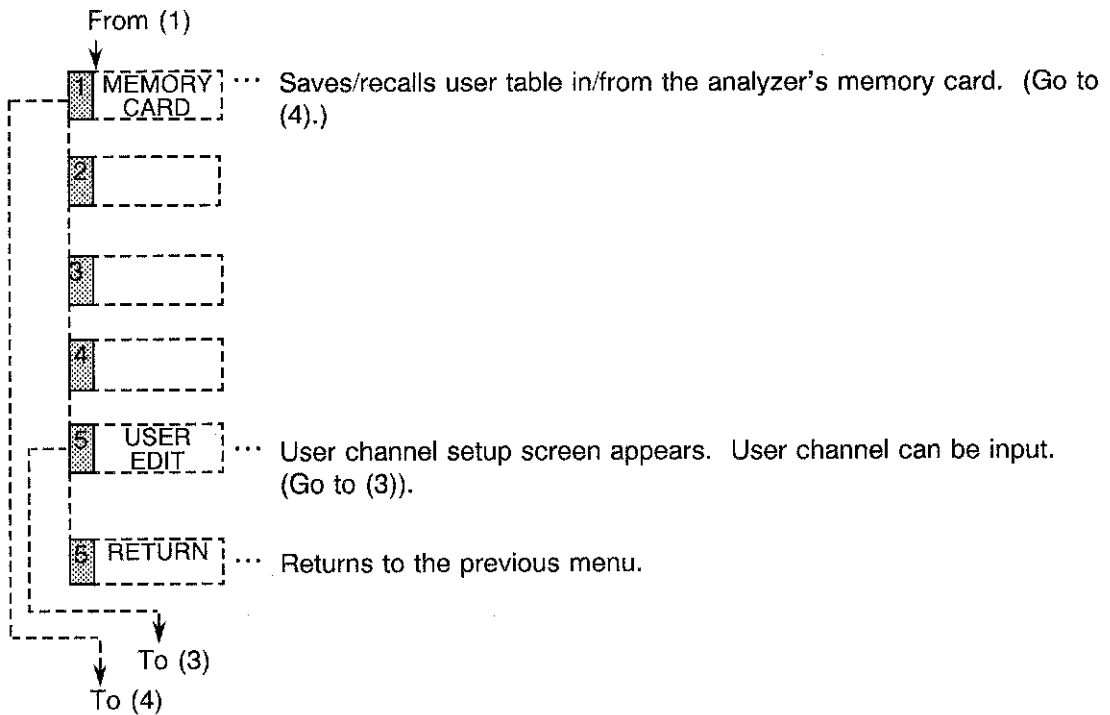 From (1)
1 MEMORY CARD ··· Saves/recalls user table in/from the analyzer's memory card. (Go to
(4).)
2
3
4
5 USER EDIT ··· User channel setup screen appears. User channel can be input.
(Go to (3)).
6 RETURN ··· Returns to the previous menu.
To (3)
To (4)